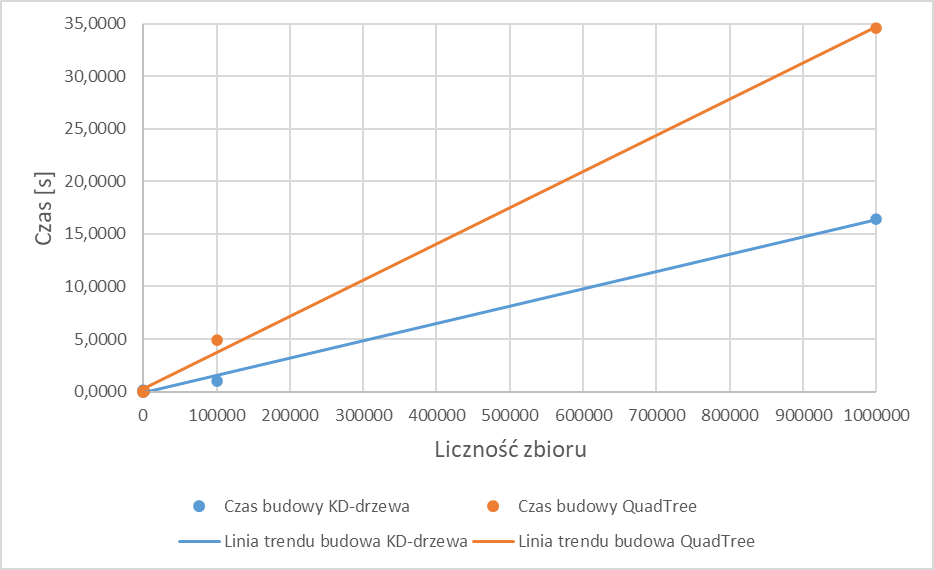 35,0000
30,0000
25,0000
20,0000
15,0000
10,0000
5,0000
0,0000
Czas [s]
0 100000 200000 300000 400000 500000 600000 700000 800000 900000 1000000
Liczność zbioru
Czas budowy KD-drzewa Czas budowy QuadTree
Linia trendu budowa KD-drzewa Linia trendu budowa QuadTree